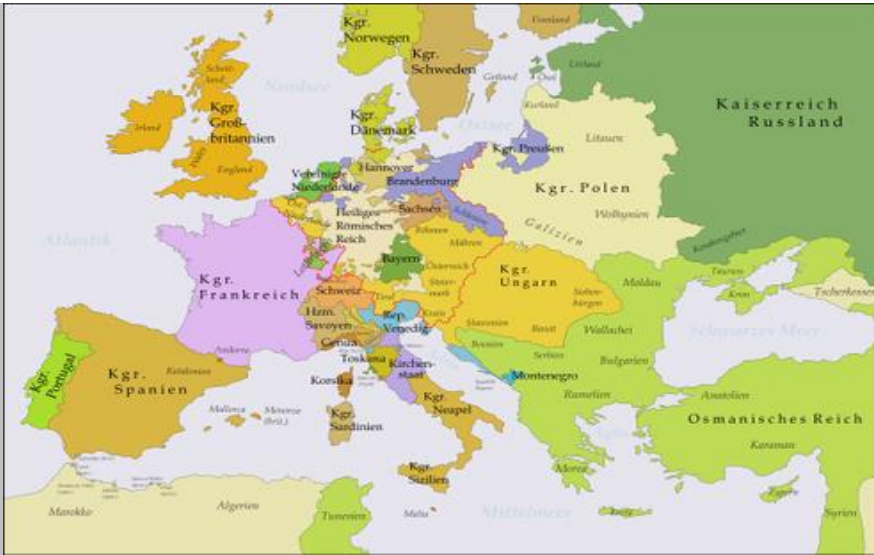 Kgr.
Norwegen
Kgr.
Schweden
Finnland
Estland
Schott-
land
Nordsee
Gotland
Ösel
Kurland
Kaiserreich
Russland
Kgr.
Groß-
britannien
Irland
Wales
England
Kgr.
Dänemark
Ostsee
Litauen
Kgr. Preußen
Hannover
Vereinigte
Niederlande
Brandenburg
Kgr. Polen
Sachsen
Schlesien
Wolhynien
Heiliges
Römisches
Reich
Böhmen
Mähren
Galizien
Atlantik
Bayern
Österreich
Kgr.
Frankreich
Steier-
mark
Kgr.
Ungarn
Sieben-
bürgen
Moldau
Taurien
Krim
Tscherkessen
Schweiz
Tirol
Krain
Hzm.
Savoyen
Rep.
Venedig
Slawonien
Banat
Wallachei
Schwarzes Meer
Genua
Bosnien
Serbien
Andorra
Toskana
Kirchen-
staat
Bulgarien
Kgr.
Portugal
Kgr.
Spanien
Katalonien
Korsika
Montenegro
Rumelien
Anatolien
Mallorca
Menorca
(Brit.)
Kgr.
Sardinien
Kgr.
Neapel
Osmanisches Reich
Karaman
Kgr.
Sizilien
Morea
Zypern
Marokko
Algerien
Tunesien
Malta
Mittelmeer
Kreta
Syrien